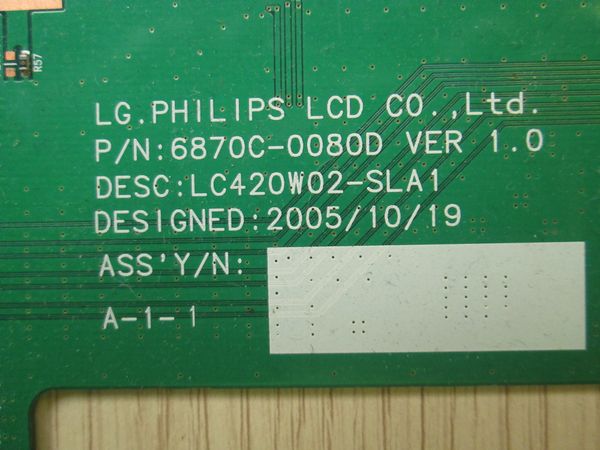 R57
LG.PHILIPS LCD CO.,Ltd.
P/N:6870C-0080D VER 1.0
DESC:LC420W02-SLA1
DESIGNED:2005/10/19
ASS'Y/N:
A-1-1